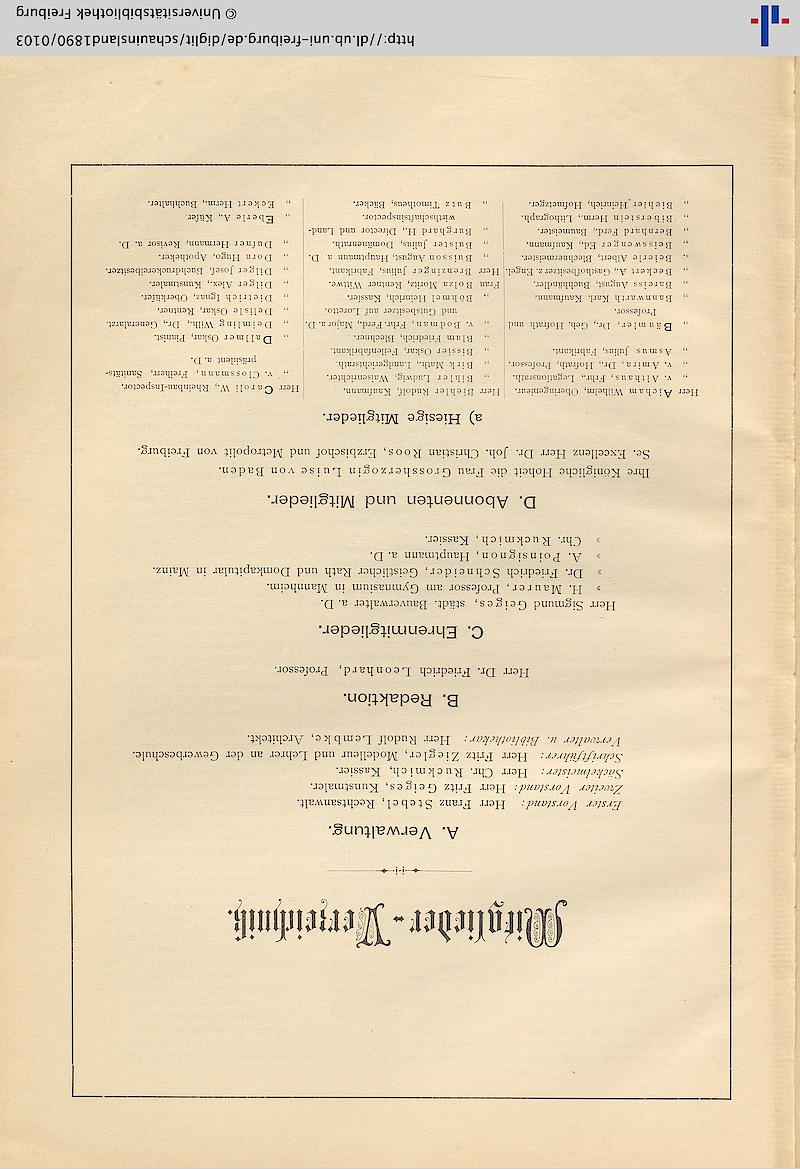 Mitglieder-Verzeichniß.
A. Verwaltung.
Erster Vorstand: Herr Franz Stebel, Rechtsanwalt.
Zweiter Vorstand: Herr Fritz Geiges, Kunstmaler.
Säckelmeister: Herr Chr. Ruckmich, Kassier.
Schriftführer: Herr Fritz Ziegler, Modelleur und Lehrer an der Gewerbeschule.
Verwalter u. Bibliothekar: Herr Rudolf Lembke, Architekt.
B. Redaktion.
Herr Dr. Friedrich Leonhard, Professor.
C. Ehrenmitglieder.
Herr Sigmund Geiges, städt. Bauverwalter a. D.
» H. Maurer, Professor am Gymnasium in Mannheim.
» Dr. Friedrich Schneider, Geistlicher Rath und Domkapitular in Mainz.
» A. Poinsignon, Hauptmann a. D.
» Chr. Ruckmich, Kassier.
D. Abonnenten und Mitglieder.
Ihre Königliche Hoheit die Frau Grossherzogin Luise von Baden.
Se. Excellenz Herr Dr. Joh. Christian Roos, Erzbischof und Metropolit von Freiburg.
a) Hiesige Mitglieder.
Herr Aicham Wilhelm, Oberingenieur.
„ v. Althaus, Frhr., Legationsrath.
„ v. Amira, Dr., Hofrath, Professor.
„ Asmus Julius, Fabrikant.
„ Bäumler, Dr., Geh. Hofrath und
Professor.
„ Bannwarth Karl, Kaufmann.
„ Bareiss August, Buchhändler.
„ Beckert A., Gasthofbesitzer z. Engel.
„ Beierle Albert, Blechnermeister.
„ Beisswenger Ed., Kaufmann.
„ Bernhard Ferd., Baumeister.
„ Biberstein Herm., Lithograph.
„ Biehler Heinrich, Hofmetzger.
Herr Biehler Rudolf, Kaufmann.
„ Bihler Ludwig, Waisenrichter.
„ Birk Math., Landgerichtsrath.
„ Bissier Oskar, Feilenfabrikant.
„ Blum Friedrich, Blechner.
„ v. Bodman, Frhr. Ferd., Major a. D.
und Gutsbesitzer auf Loretto.
„ Böhmel Heinrich, Kassier.
Frau Bolza Moritz, Rentner Wittwe.
Herr Brenzinger Julius, Fabrikant.
„ Buisson August, Hauptmann a. D.
„ Bulster Julius, Domänenrath.
„ Burghard H., Director und Land-
wirthschaftsinspector.
„ Butz Timotheus, Bäcker.
Herr Caroli W., Rheinbau-Inspector.
„ v. Clossmann, Freiherr, Sanitäts-
präsident a. D.
„ Dallmer Oskar, Pianist.
„ Deimling Wilh., Dr., Generalarzt.
„ Delisle Oskar, Rentner.
„ Dietrich Ignaz, Oberküfer.
„ Dilger Alex., Kunstmaler.
„ Dilger Josef, Buchdruckereibesitzer.
„ Dorn Hugo, Apotheker.
„ Dufner Hermann, Revisor a. D.
„ Eberle A., Küfer.
„ Eckert Herm., Buchhalter.
http://dl.ub.uni-freiburg.de/diglit/schauinsland1890/0103
© Universitätsbibliothek Freiburg